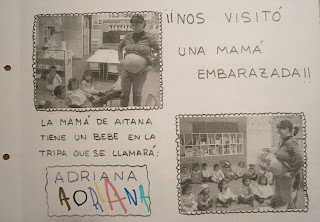 ¡¡NOS VISITÓ
UNA MAMÁ
EMBARAZADA!!
LA MAMÁ DE AITANA
TIENE UN BEBE EN LA
TRIPA QUE SE LLAMARÁ:
ADRIANA
ADRIANA